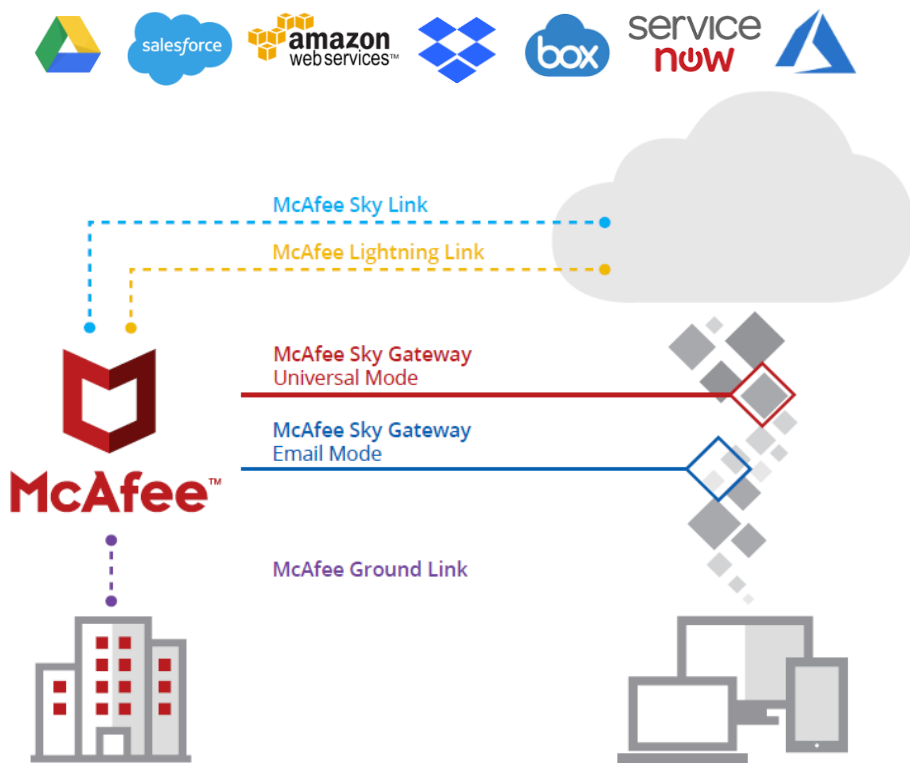 salesforce
amazon
web services™
box
service
now
McAfee Sky Link
McAfee Lightning Link
McAfee Sky Gateway
Universal Mode
McAfee Sky Gateway
Email Mode
McAfee™
McAfee Ground Link